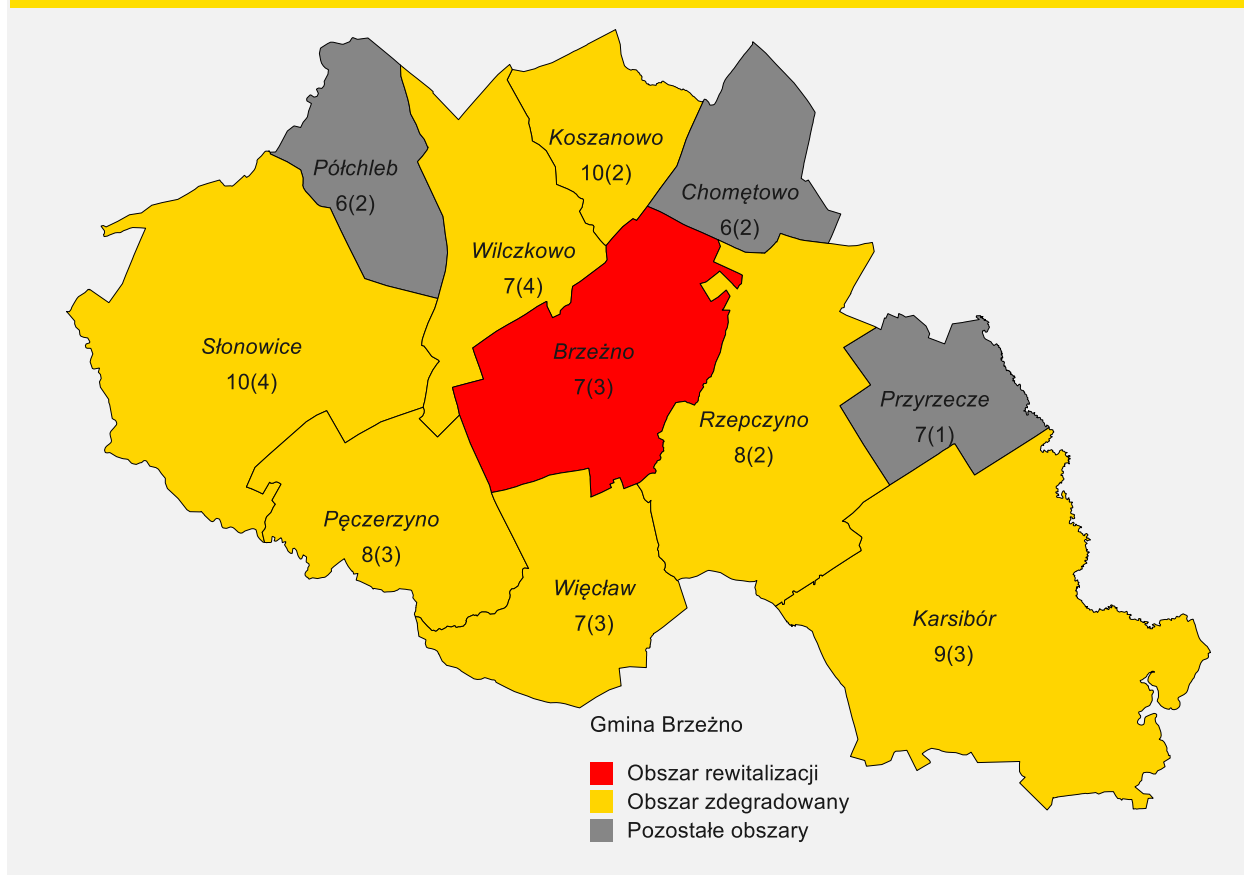 Koszanowo
10(2)
Półchleb
6(2)
Chomętowo
6(2)
Wilczkowo
7(4)
Słonowice
10(4)
Brzeżno
7(3)
Przyrzecze
7(1)
Rzepczyno
8(2)
Pęczerzyno
8(3)
Więcław
7(3)
Karsibór
9(3)
Gmina Brzeżno
Obszar rewitalizacji
Obszar zdegradowany
Pozostałe obszary